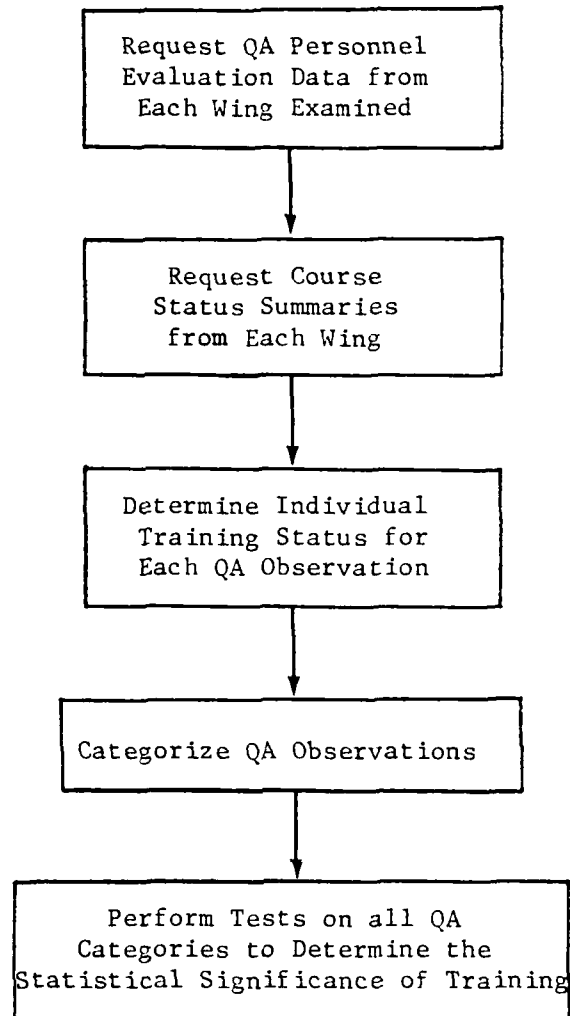 Request QA Personnel
Evaluation Data from
Each Wing Examined
Request Course
Status Summaries
from Each Wing
Determine Individual
Training Status for
Each QA Observation
Categorize QA Observations
Perform Tests on all QA
Categories to Determine the
Statistical Significance of Training